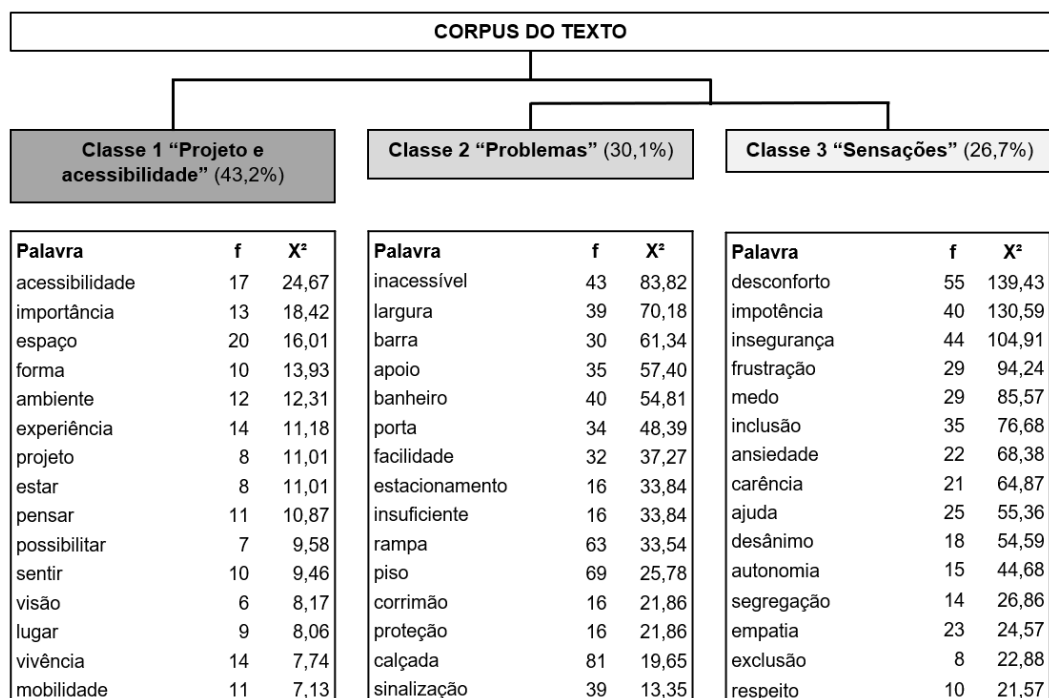 CORPUS DO TEXTO
Classe 1 “Projeto e
acessibilidade” (43,2%)
Classe 2 “Problemas” (30,1%)
Classe 3 “Sensações” (26,7%)
Palavra f X²
acessibilidade 17 24,67
importância 13 18,42
espaço 20 16,01
forma 10 13,93
ambiente 12 12,31
experiência 14 11,18
projeto 8 11,01
estar 8 11,01
pensar 11 10,87
possibilitar 7 9,58
sentir 10 9,46
visão 6 8,17
lugar 9 8,06
vivência 14 7,74
mobilidade 11 7,13
Palavra f X²
inacessível 43 83,82
largura 39 70,18
barra 30 61,34
apoio 35 57,40
banheiro 40 54,81
porta 34 48,39
facilidade 32 37,27
estacionamento 16 33,84
insuficiente 16 33,84
rampa 63 33,54
piso 69 25,78
corrimão 16 21,86
proteção 16 21,86
calçada 81 19,65
sinalização 39 13,35
Palavra f X²
desconforto 55 139,43
impotência 40 130,59
insegurança 44 104,91
frustração 29 94,24
medo 29 85,57
inclusão 35 76,68
ansiedade 22 68,38
carência 21 64,87
ajuda 25 55,36
desânimo 18 54,59
autonomia 15 44,68
segregação 14 26,86
empatia 23 24,57
exclusão 8 22,88
respeito 10 21,57